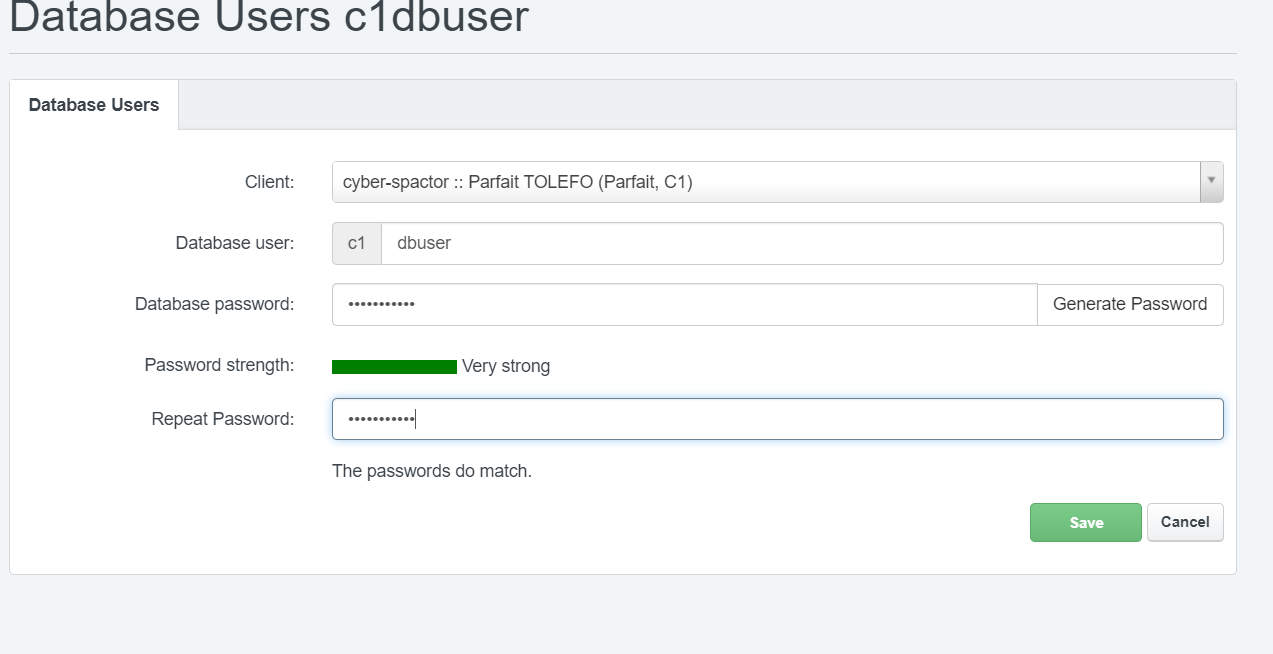 Database Users c1dbuser
Database Users
Client: cyber-spactor :: Parfait TOLEFO (Parfait, C1)
Database user: c1 dbuser
Database password: ••••••••••• Generate Password
Password strength: Very strong
Repeat Password: •••••••••••
The passwords do match.
Save Cancel